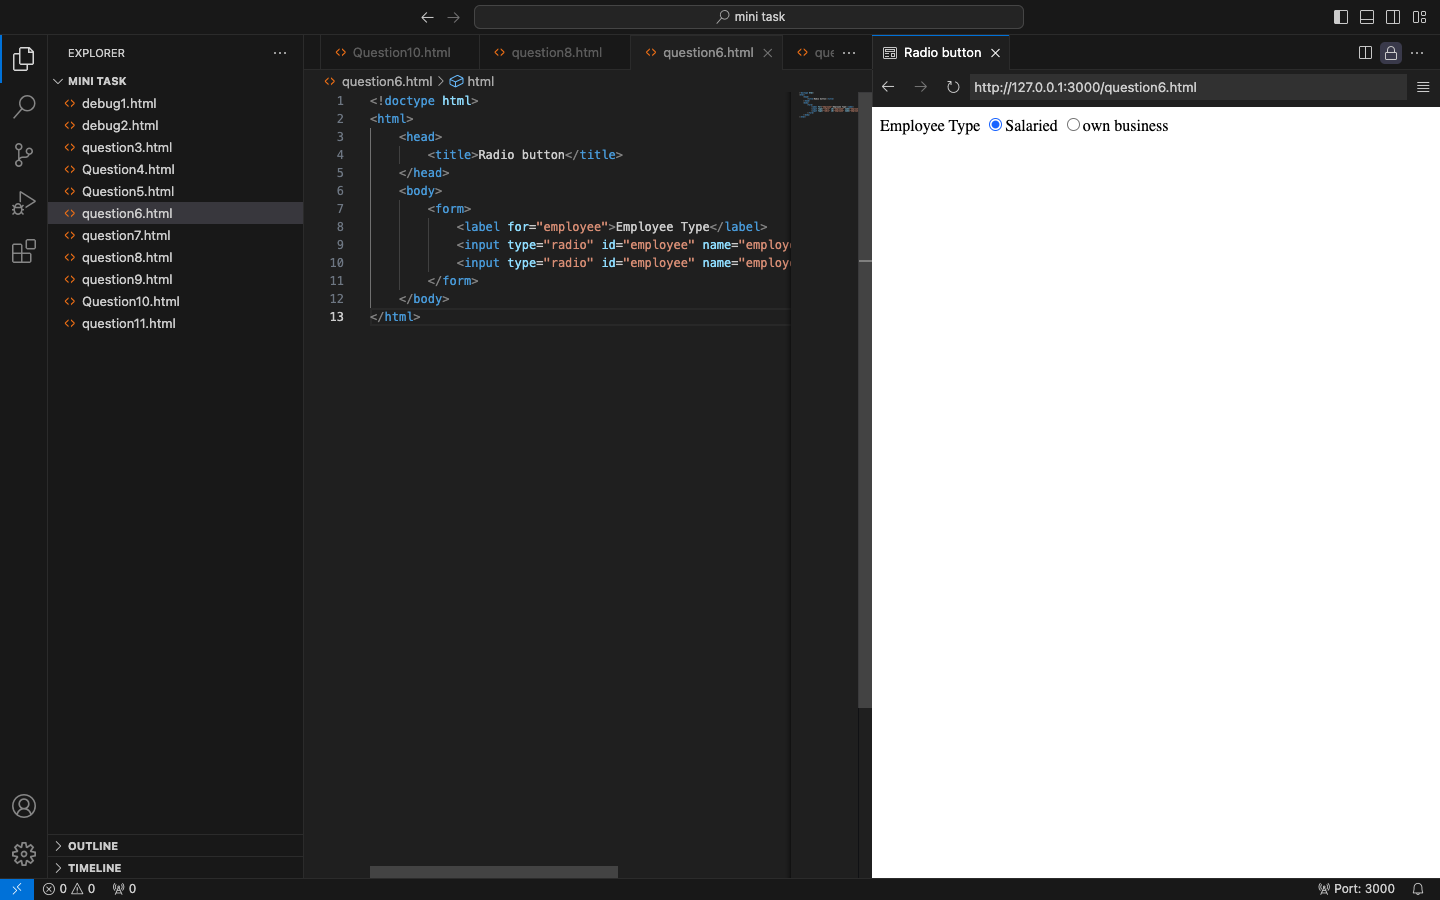 mini task
EXPLORER
MINI TASK
debug1.html
debug2.html
question3.html
Question4.html
Question5.html
question6.html
question7.html
question8.html
question9.html
Question10.html
question11.html
OUTLINE
TIMELINE
Question10.html
question8.html
question6.html
que
question6.html > html
1 <!doctype html>
2 <html>
3 <head>
4 <title>Radio button</title>
5 </head>
6 <body>
7 <form>
8 <label for="employee">Employee Type</label>
9 <input type="radio" id="employee" name="employ
10 <input type="radio" id="employee" name="employ
11 </form>
12 </body>
13 </html>
Radio button
http://127.0.0.1:3000/question6.html
Employee Type Salaried own business
0 0 0
Port: 3000